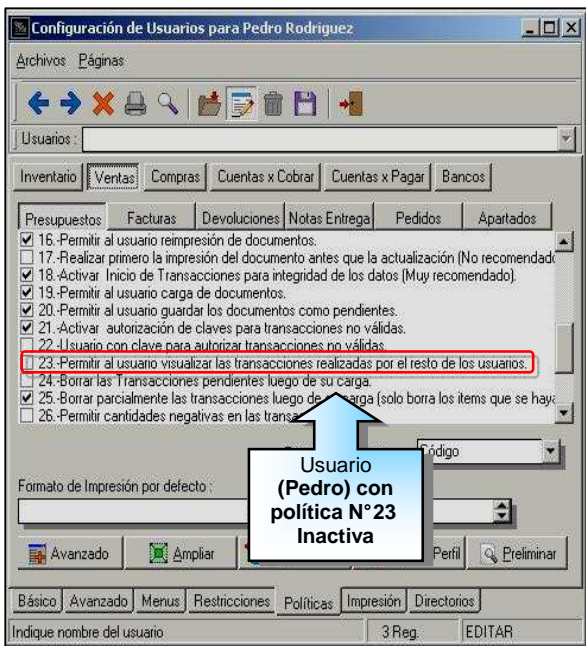 Configuración de Usuarios para Pedro Rodriguez
Archivos Páginas
Usuarios :
Inventario Ventas Compras Cuentas x Cobrar Cuentas x Pagar Bancos
Presupuestos Facturas Devoluciones Notas Entrega Pedidos Apartados
16.-Permitir al usuario reimpresión de documentos.
17.-Realizar primero la impresión del documento antes que la actualización (No recomendado
18.-Activar Inicio de Transacciones para integridad de los datos (Muy recomendado).
19.-Permitir al usuario carga de documentos.
20.-Permitir al usuario guardar los documentos como pendientes.
21.-Activar autorización de claves para transacciones no válidas.
22.-Usuario con clave para autorizar transacciones no válidas.
23.-Permitir al usuario visualizar las transacciones realizadas por el resto de los usuarios.
24.-Borrar las Transacciones pendientes luego de su carga.
25.-Borrar parcialmente las transacciones luego de carga (solo borra los items que se haya
26.-Permitir cantidades negativas en las trans
Código
Usuario
(Pedro) con
política N°23
Inactiva
Formato de Impresión por defecto :
Avanzado Ampliar Perfil Preliminar
Básico Avanzado Menus Restricciones Políticas Impresión Directorios
Indique nombre del usuario 3 Reg. EDITAR